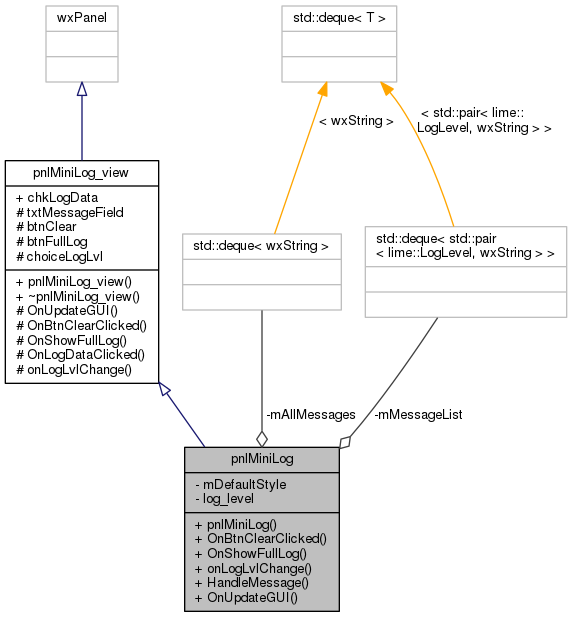 wxPanel
std::deque< T >
< wxString >
< std::pair< lime::
LogLevel, wxString > >
pnlMiniLog_view
+ chkLogData
# txtMessageField
# btnClear
# btnFullLog
# choiceLogLvl
+ pnlMiniLog_view()
+ ~pnlMiniLog_view()
# OnUpdateGUI()
# OnBtnClearClicked()
# OnShowFullLog()
# OnLogDataClicked()
# onLogLvlChange()
std::deque< wxString >
std::deque< std::pair
< lime::LogLevel, wxString > >
-mAllMessages
-mMessageList
pnlMiniLog
- mDefaultStyle
- log_level
+ pnlMiniLog()
+ OnBtnClearClicked()
+ OnShowFullLog()
+ onLogLvlChange()
+ HandleMessage()
+ OnUpdateGUI()